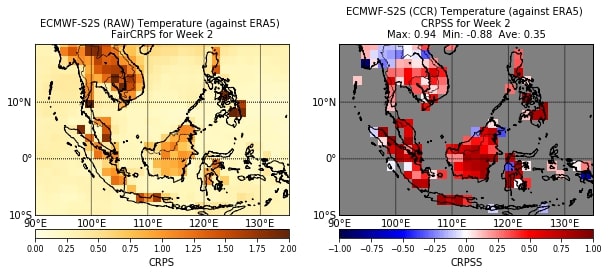 ECMWF-S2S (RAW) Temperature (against ERA5)
FairCRPS for Week 2
10°N
0°
10°S
90°E 100°E 110°E 120°E 130°E
0.00 0.25 0.50 0.75 1.00 1.25 1.50 1.75 2.00
CRPS
ECMWF-S2S (CCR) Temperature (against ERA5)
CRPSS for Week 2
Max: 0.94 Min: -0.88 Ave: 0.35
10°N
0°
10°S
90°E 100°E 110°E 120°E 130°E
−1.00 −0.75 −0.50 −0.25 0.00 0.25 0.50 0.75 1.00
CRPSS